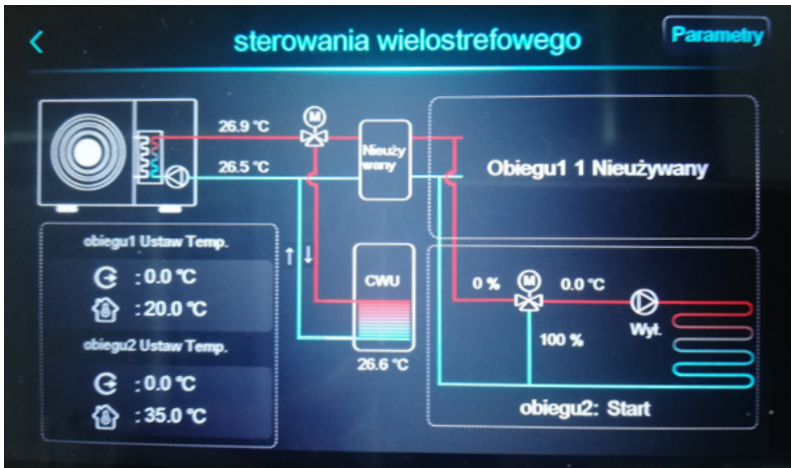 sterowania wielostrefowego
Parametry
26.9 °C
M
26.5 °C
Nieuży
wany
Obiegu1 1 Nieużywany
obiegu1 Ustaw Temp.
: 0.0 °C
: 20.0 °C
obiegu2 Ustaw Temp.
: 0.0 °C
: 35.0 °C
↑ ↓
CWU
26.6 °C
0 %
M
0.0 °C
Wył.
100 %
obiegu2: Start